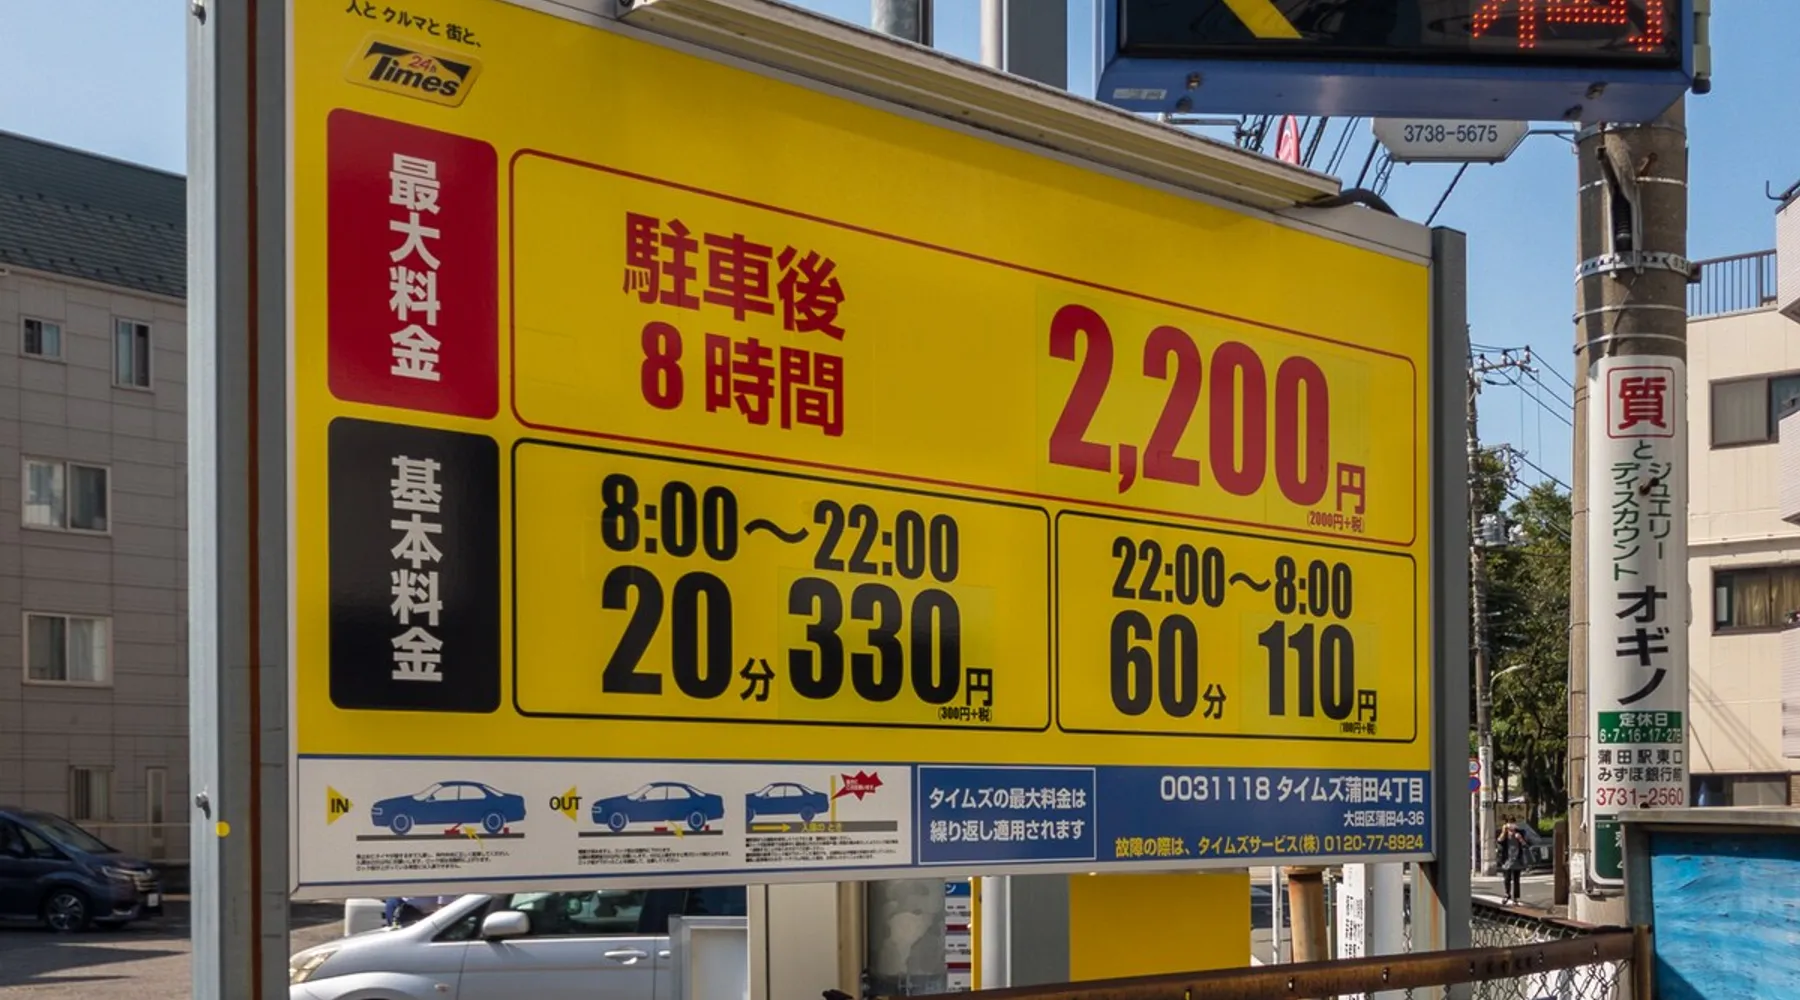 人と クルマと 街と、
24h
Times
最大料金
駐車後
8時間
2,200円
(2000円+税)
基本料金
8:00〜22:00
20分 330円
(300円+税)
22:00〜8:00
60分 110円
(100円+税)
IN
OUT
タイムズの最大料金は
繰り返し適用されます
0031118 タイムズ蒲田4丁目
大田区蒲田4-36
故障の際は、タイムズサービス(株) 0120-77-8924
3738-5675
質
と
ジュエリー
ディスカウント
オギノ
定休日
蒲田駅東口
みずほ銀行前
3731-2560